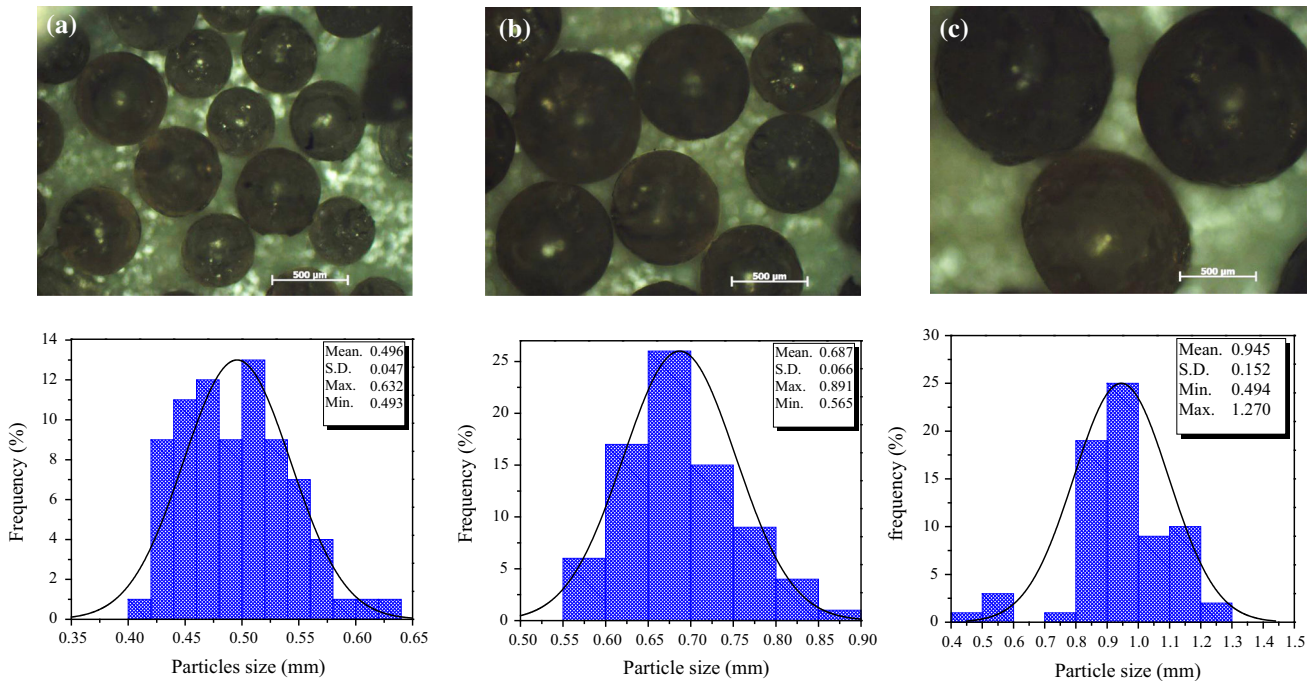 (a)
500 µm
(b)
500 µm
(c)
500 µm
Frequency (%)
14
12
10
8
6
4
2
0
Mean. 0.496
S.D. 0.047
Max. 0.632
Min. 0.493
0.35 0.40 0.45 0.50 0.55 0.60 0.65
Particles size (mm)
Frequency (%)
25
20
15
10
5
0
Mean. 0.687
S.D. 0.066
Max. 0.891
Min. 0.565
0.50 0.55 0.60 0.65 0.70 0.75 0.80 0.85 0.90
Particle size (mm)
frequency (%)
30
25
20
15
10
5
0
Mean. 0.945
S.D. 0.152
Min. 0.494
Max. 1.270
0.4 0.5 0.6 0.7 0.8 0.9 1.0 1.1 1.2 1.3 1.4 1.5
Particle size (mm)